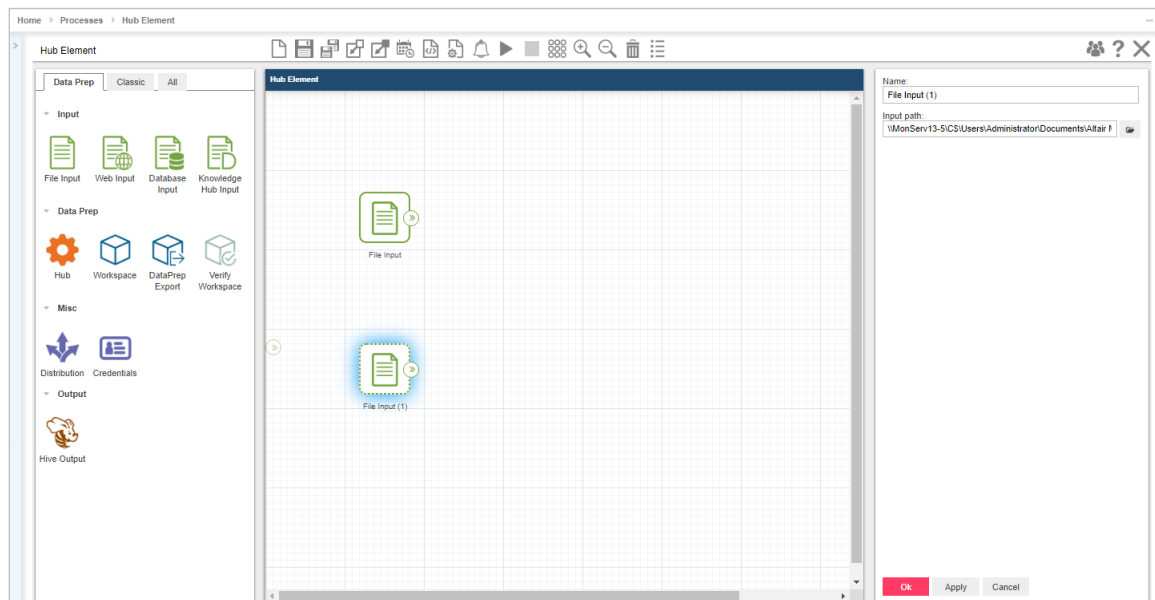 Home > Processes > Hub Element
Hub Element
Data Prep Classic All
Input
File Input Web Input Database Input Knowledge Hub Input
Data Prep
Hub Workspace DataPrep Export Verify Workspace
Misc
Distribution Credentials
Output
Hive Output
Hub Element
File Input
File Input (1)
Name:
File Input (1)
Input path:
\\MonServ13-5\C$\Users\Administrator\Documents\Altair
Ok Apply Cancel